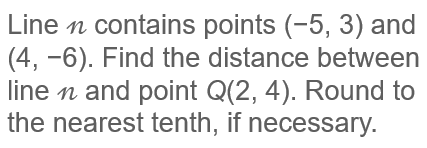 Line 𝓃 contains points (−5, 3) and
(4, −6). Find the distance between
line 𝓃 and point Q(2, 4). Round to
the nearest tenth, if necessary.